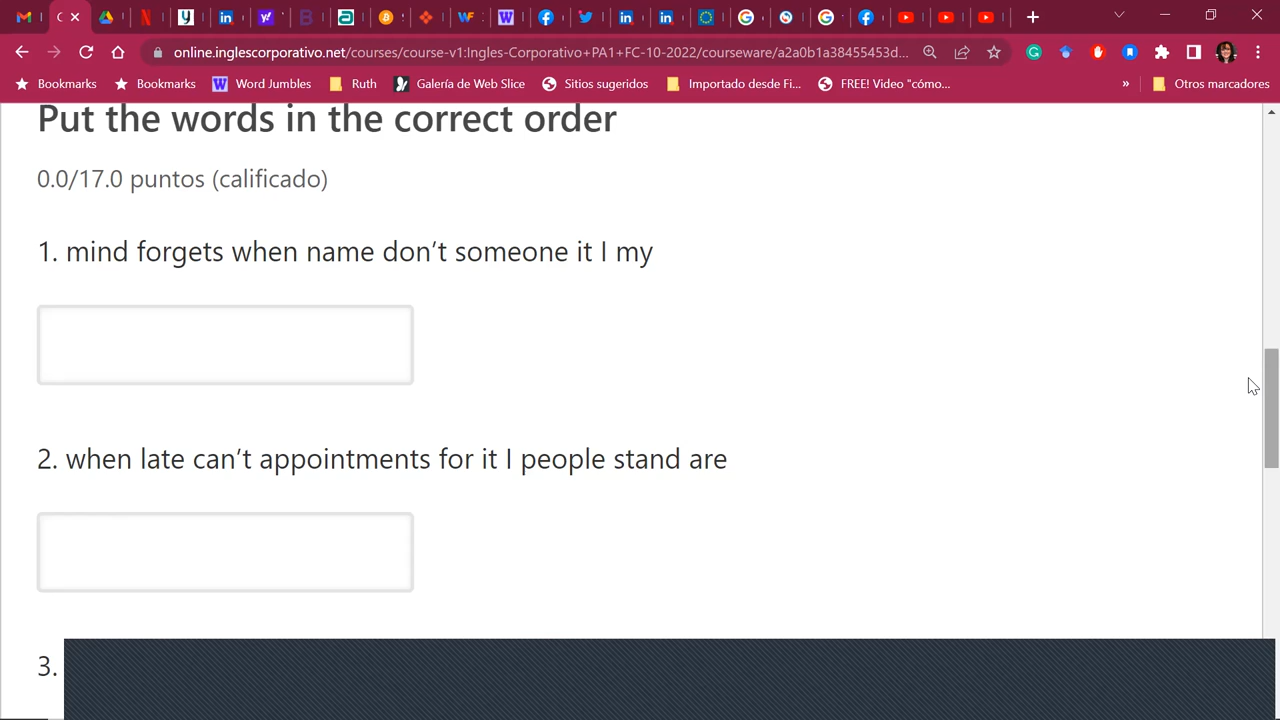 online.inglescorporativo.net/courses/course-v1:Ingles-Corporativo+PA1+FC-10-2022/courseware/a2a0b1a38455453d...
Bookmarks Bookmarks Word Jumbles Ruth Galería de Web Slice Sitios sugeridos Importado desde Fi... FREE! Video "cómo... » Otros marcadores
Put the words in the correct order
0.0/17.0 puntos (calificado)
1. mind forgets when name don’t someone it I my
2. when late can’t appointments for it I people stand are
3.